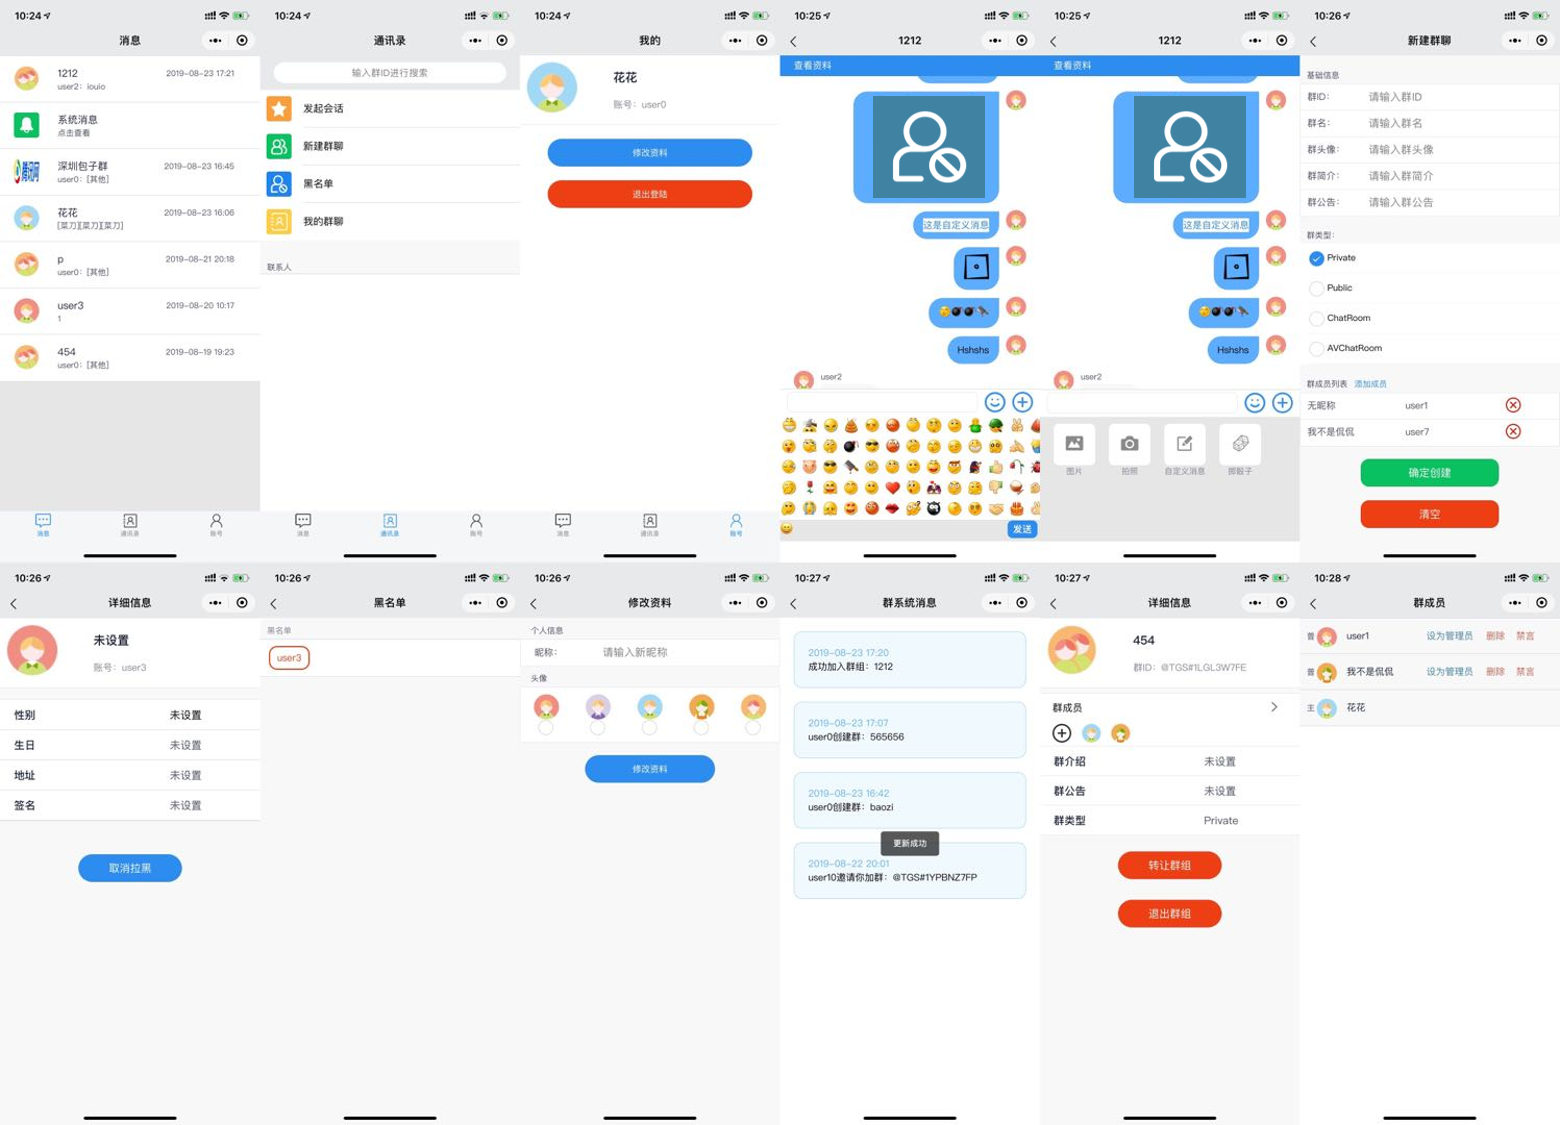 10:24
消息
1212
2019-08-23 17:21
user2：iouio
系统消息
点击查看
深圳包子群
2019-08-23 16:45
user0：[其他]
花花
2019-08-23 16:06
[菜刀][菜刀][菜刀]
p
2019-08-21 20:18
user0：[其他]
user3
2019-08-20 10:17
1
454
2019-08-19 19:23
user0：[其他]
消息
通讯录
账号
10:24
通讯录
输入群ID进行搜索
发起会话
新建群聊
黑名单
我的群聊
联系人
消息
通讯录
账号
10:24
我的
花花
账号：user0
修改资料
退出登陆
消息
通讯录
账号
10:25
1212
查看资料
这是自定义消息
Hshshs
user2
发送
10:25
1212
查看资料
这是自定义消息
Hshshs
user2
图片
拍照
自定义消息
掷骰子
10:26
新建群聊
基础信息
群ID：
请输入群ID
群名：
请输入群名
群头像：
请输入群头像
群简介：
请输入群简介
群公告：
请输入群公告
群类型：
Private
Public
ChatRoom
AVChatRoom
群成员列表 添加成员
无昵称
user1
我不是侃侃
user7
确定创建
清空
10:26
详细信息
未设置
账号：user3
性别
未设置
生日
未设置
地址
未设置
签名
未设置
取消拉黑
10:26
黑名单
黑名单
user3
10:26
修改资料
个人信息
昵称：
请输入新昵称
头像
修改资料
10:27
群系统消息
2019-08-23 17:20
成功加入群组：1212
2019-08-23 17:07
user0创建群：565656
2019-08-23 16:42
user0创建群：baozi
更新成功
2019-08-22 20:01
user10邀请你加群：@TGS#1YPBNZ7FP
10:27
详细信息
454
群ID：@TGS#1LGL3W7FE
群成员
群介绍
未设置
群公告
未设置
群类型
Private
转让群组
退出群组
10:28
群成员
普
user1
设为管理员 删除 禁言
普
我不是侃侃
设为管理员 删除 禁言
主
花花